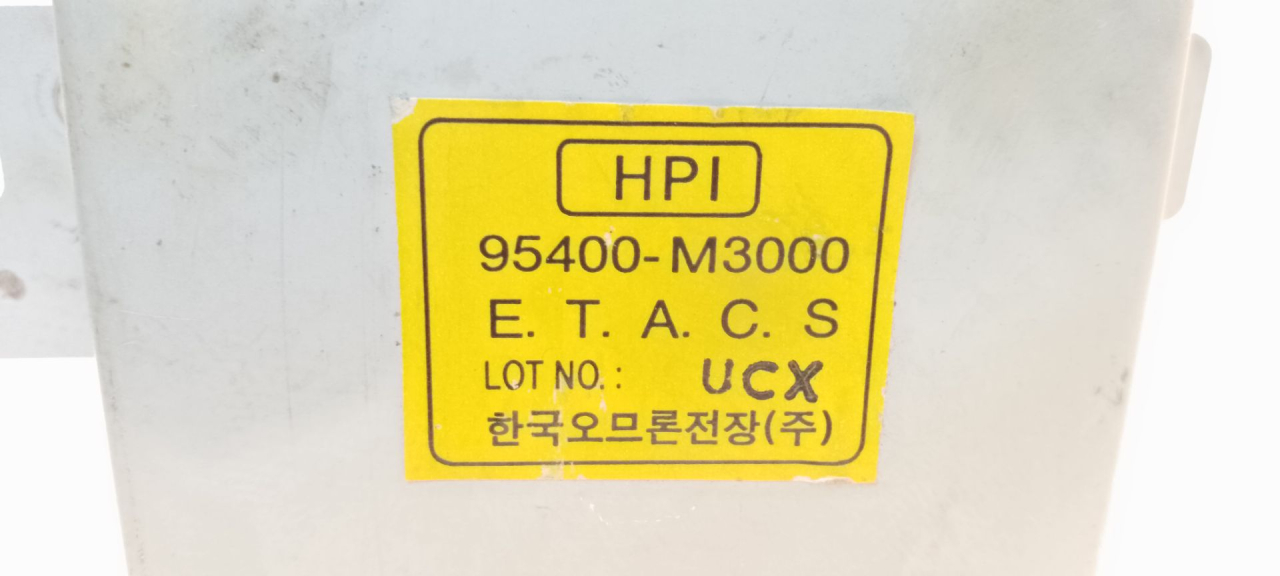 HPI
95400-M3000
E. T. A. C. S
LOT NO.: UCX
한국오므론전장(주)